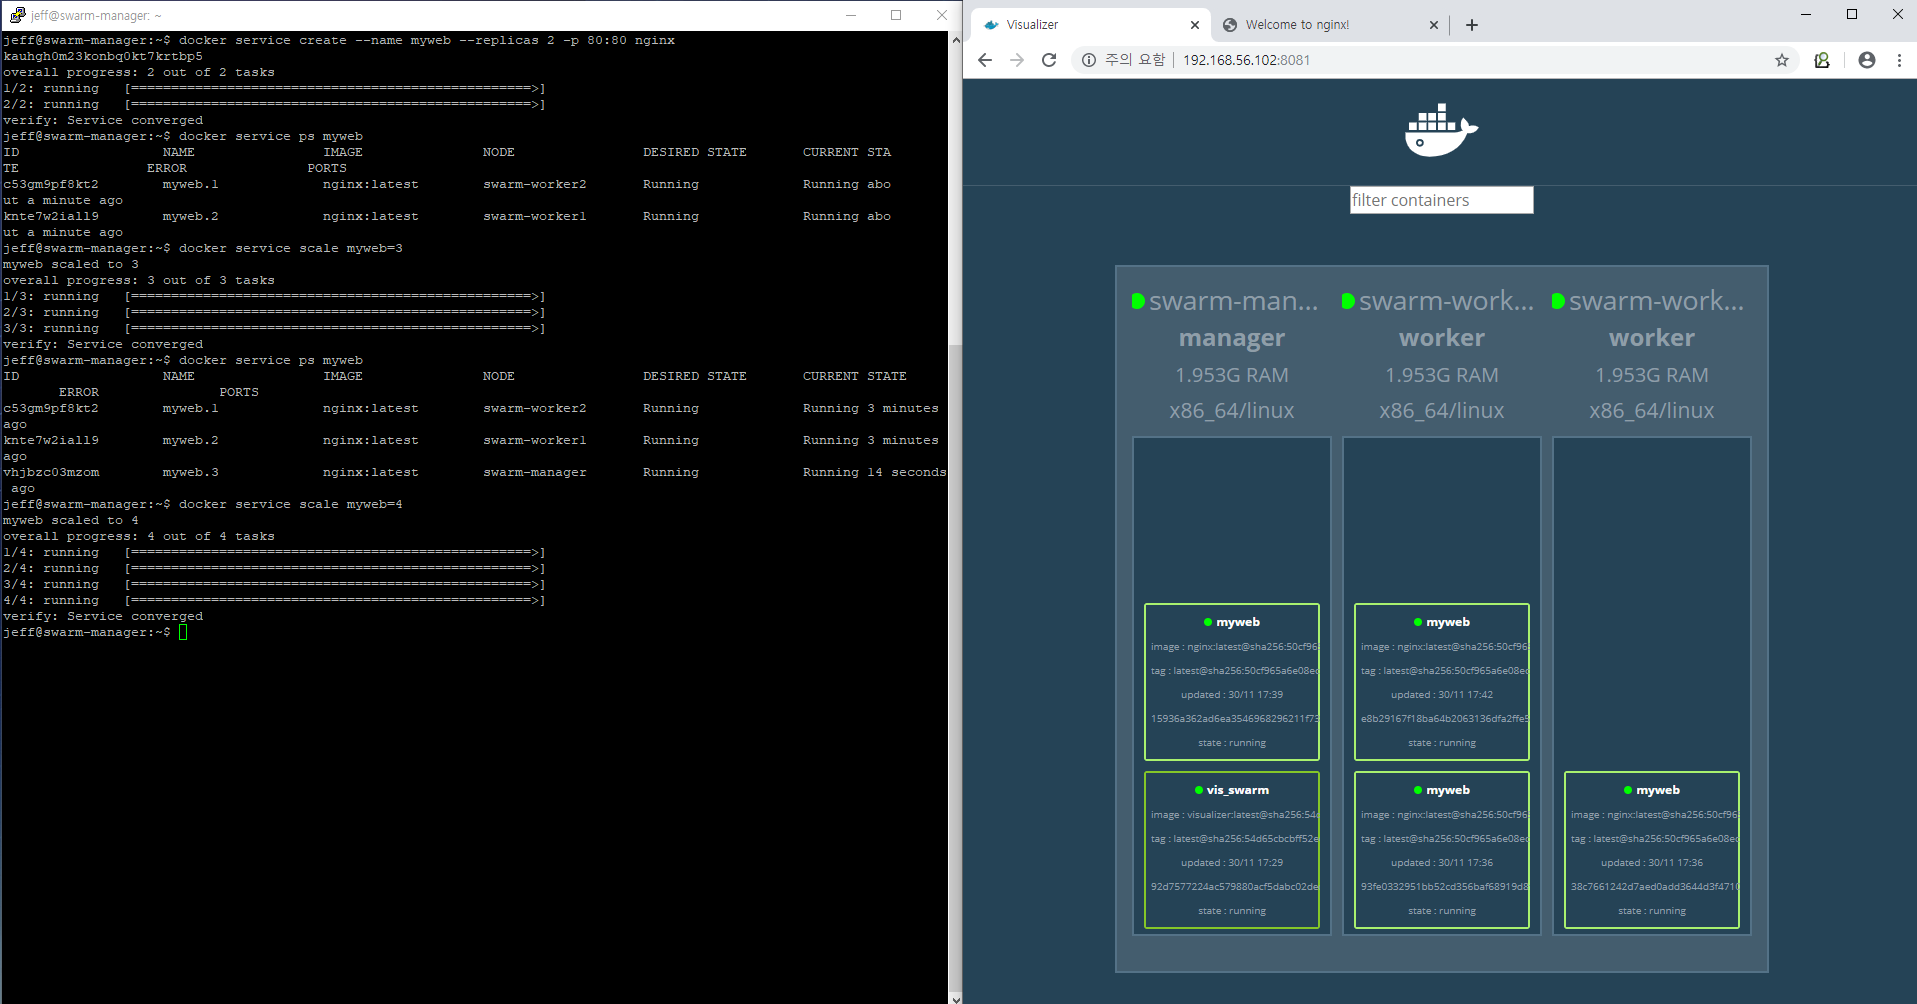 jeff@swarm-manager: ~
jeff@swarm-manager:~$ docker service create --name myweb --replicas 2 -p 80:80 nginx
kauhgh0m23konbq0kt7krtbp5
overall progress: 2 out of 2 tasks
1/2: running   [==================================================>]
2/2: running   [==================================================>]
verify: Service converged
jeff@swarm-manager:~$ docker service ps myweb
ID                  NAME                IMAGE               NODE                DESIRED STATE       CURRENT STA
TE                ERROR               PORTS
c53gm9pf8kt2        myweb.1             nginx:latest        swarm-worker2       Running             Running abo
ut a minute ago
knte7w2iall9        myweb.2             nginx:latest        swarm-worker1       Running             Running abo
ut a minute ago
jeff@swarm-manager:~$ docker service scale myweb=3
myweb scaled to 3
overall progress: 3 out of 3 tasks
1/3: running   [==================================================>]
2/3: running   [==================================================>]
3/3: running   [==================================================>]
verify: Service converged
jeff@swarm-manager:~$ docker service ps myweb
ID                  NAME                IMAGE               NODE                DESIRED STATE       CURRENT STATE
       ERROR               PORTS
c53gm9pf8kt2        myweb.1             nginx:latest        swarm-worker2       Running             Running 3 minutes
ago
knte7w2iall9        myweb.2             nginx:latest        swarm-worker1       Running             Running 3 minutes
ago
vhjbzc03mzom        myweb.3             nginx:latest        swarm-manager       Running             Running 14 seconds
 ago
jeff@swarm-manager:~$ docker service scale myweb=4
myweb scaled to 4
overall progress: 4 out of 4 tasks
1/4: running   [==================================================>]
2/4: running   [==================================================>]
3/4: running   [==================================================>]
4/4: running   [==================================================>]
verify: Service converged
jeff@swarm-manager:~$
Visualizer
Welcome to nginx!
주의 요함 192.168.56.102:8081
filter containers
swarm-man...
manager
1.953G RAM
x86_64/linux
myweb
image : nginx:latest@sha256:50cf96
tag : latest@sha256:50cf965a6e08ec
updated : 30/11 17:39
15936a362ad6ea3546968296211f73
state : running
vis_swarm
image : visualizer:latest@sha256:54d
tag : latest@sha256:54d65cbcbff52e
updated : 30/11 17:29
92d7577224ac579880acf5dabc02de
state : running
swarm-work...
worker
1.953G RAM
x86_64/linux
myweb
image : nginx:latest@sha256:50cf96
tag : latest@sha256:50cf965a6e08ec
updated : 30/11 17:42
e8b29167f18ba64b2063136dfa2ffe5
state : running
myweb
image : nginx:latest@sha256:50cf96
tag : latest@sha256:50cf965a6e08ec
updated : 30/11 17:36
93fe0332951bb52cd356baf68919d8
state : running
swarm-work...
worker
1.953G RAM
x86_64/linux
myweb
image : nginx:latest@sha256:50cf96
tag : latest@sha256:50cf965a6e08ec
updated : 30/11 17:36
38c7661242d7aed0add3644d3f4710
state : running